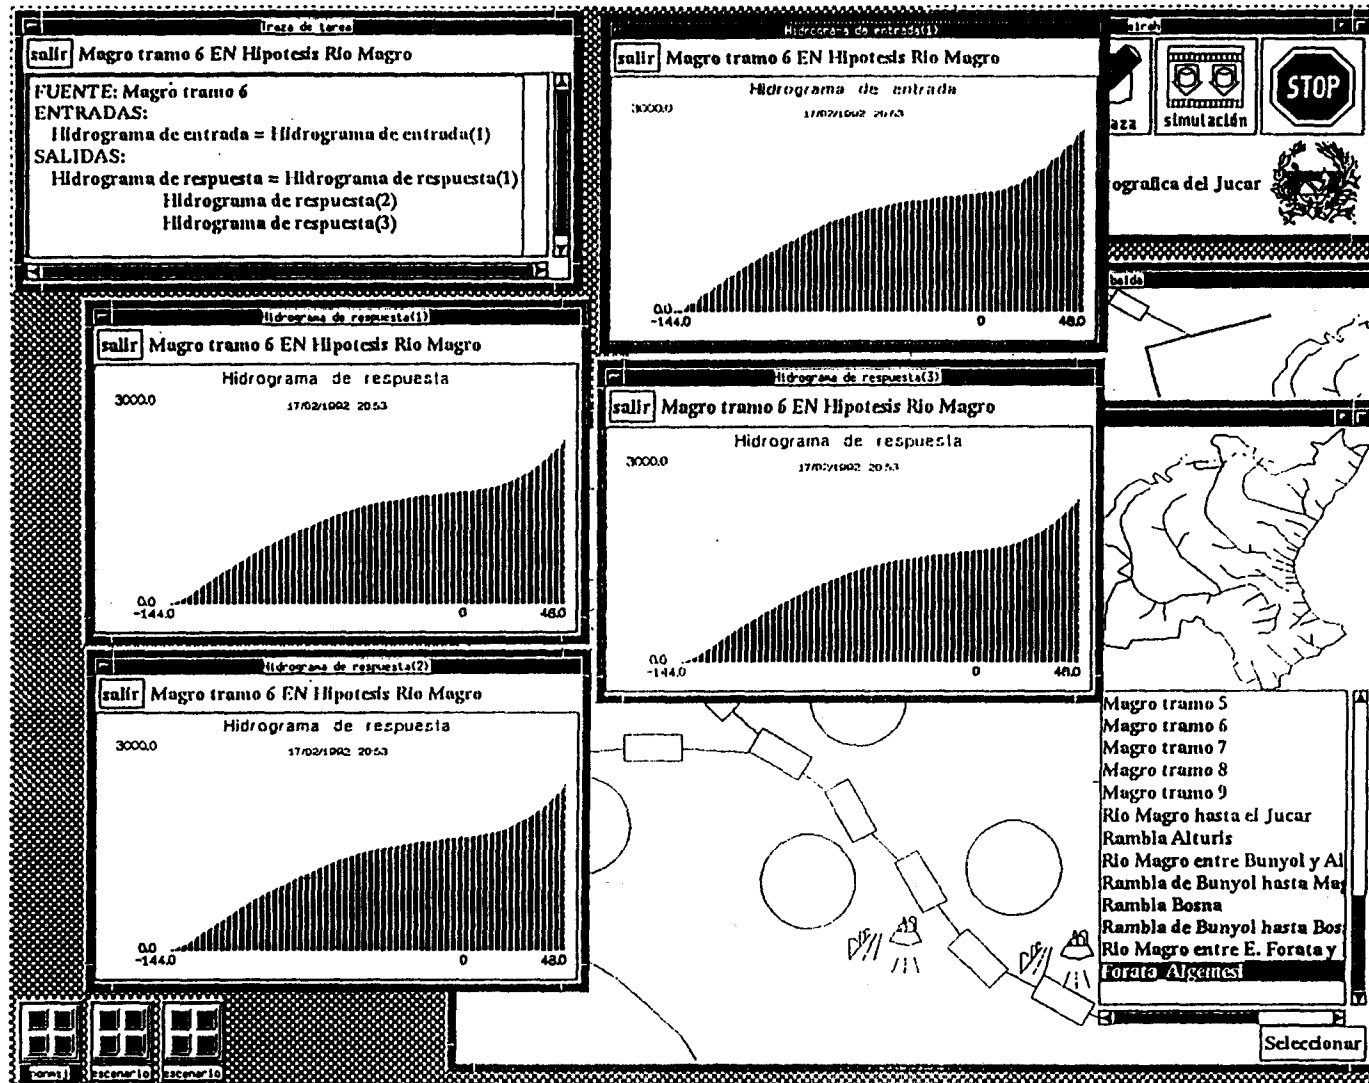 Traza de tarea
salir Magro tramo 6 EN Hipotesis Rio Magro
FUENTE: Magro tramo 6
ENTRADAS:
Hidrograma de entrada = Hidrograma de entrada(1)
SALIDAS:
Hidrograma de respuesta = Hidrograma de respuesta(1)
Hidrograma de respuesta(2)
Hidrograma de respuesta(3)
Hidrograma de entrada(1)
salir Magro tramo 6 EN Hipotesis Rio Magro
Hidrograma de entrada
3000.0
17/02/1992 20:53
0.0
-144.0 0 48.0
simulación
STOP
ografica del Jucar
Hidrograma de respuesta(1)
salir Magro tramo 6 EN Hipotesis Rio Magro
Hidrograma de respuesta
3000.0
17/02/1992 20:53
0.0
-144.0 0 48.0
Hidrograma de respuesta(3)
salir Magro tramo 6 EN Hipotesis Rio Magro
Hidrograma de respuesta
3000.0
17/02/1992 20:53
0.0
-144.0 0 48.0
Hidrograma de respuesta(2)
salir Magro tramo 6 EN Hipotesis Rio Magro
Hidrograma de respuesta
3000.0
17/02/1992 20:53
0.0
-144.0 0 48.0
Magro tramo 5
Magro tramo 6
Magro tramo 7
Magro tramo 8
Magro tramo 9
Rio Magro hasta el Jucar
Rambla Alturis
Rio Magro entre Bunyol y Al
Rambla de Bunyol hasta Mag
Rambla Bosna
Rambla de Bunyol hasta Bos
Rio Magro entre E. Forata y
Forata_Algemesi
Seleccionar
escenario
escenario